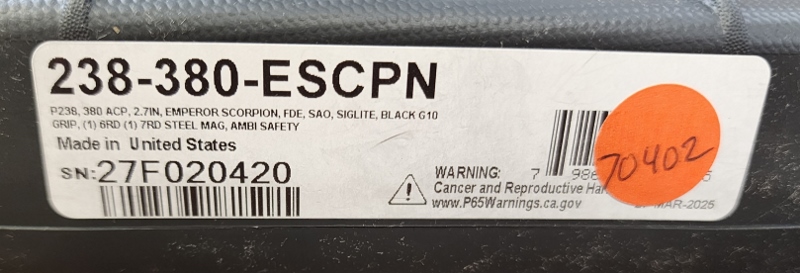 238-380-ESCPN
P238, 380 ACP, 2.7IN, EMPEROR SCORPION, FDE, SAO, SIGLITE, BLACK G10
GRIP, (1) 6RD (1) 7RD STEEL MAG, AMBI SAFETY
Made in United States
SN:27F020420
WARNING:
Cancer and Reproductive
www.P65Warnings.ca.gov
7 98
70402
MAR-2025